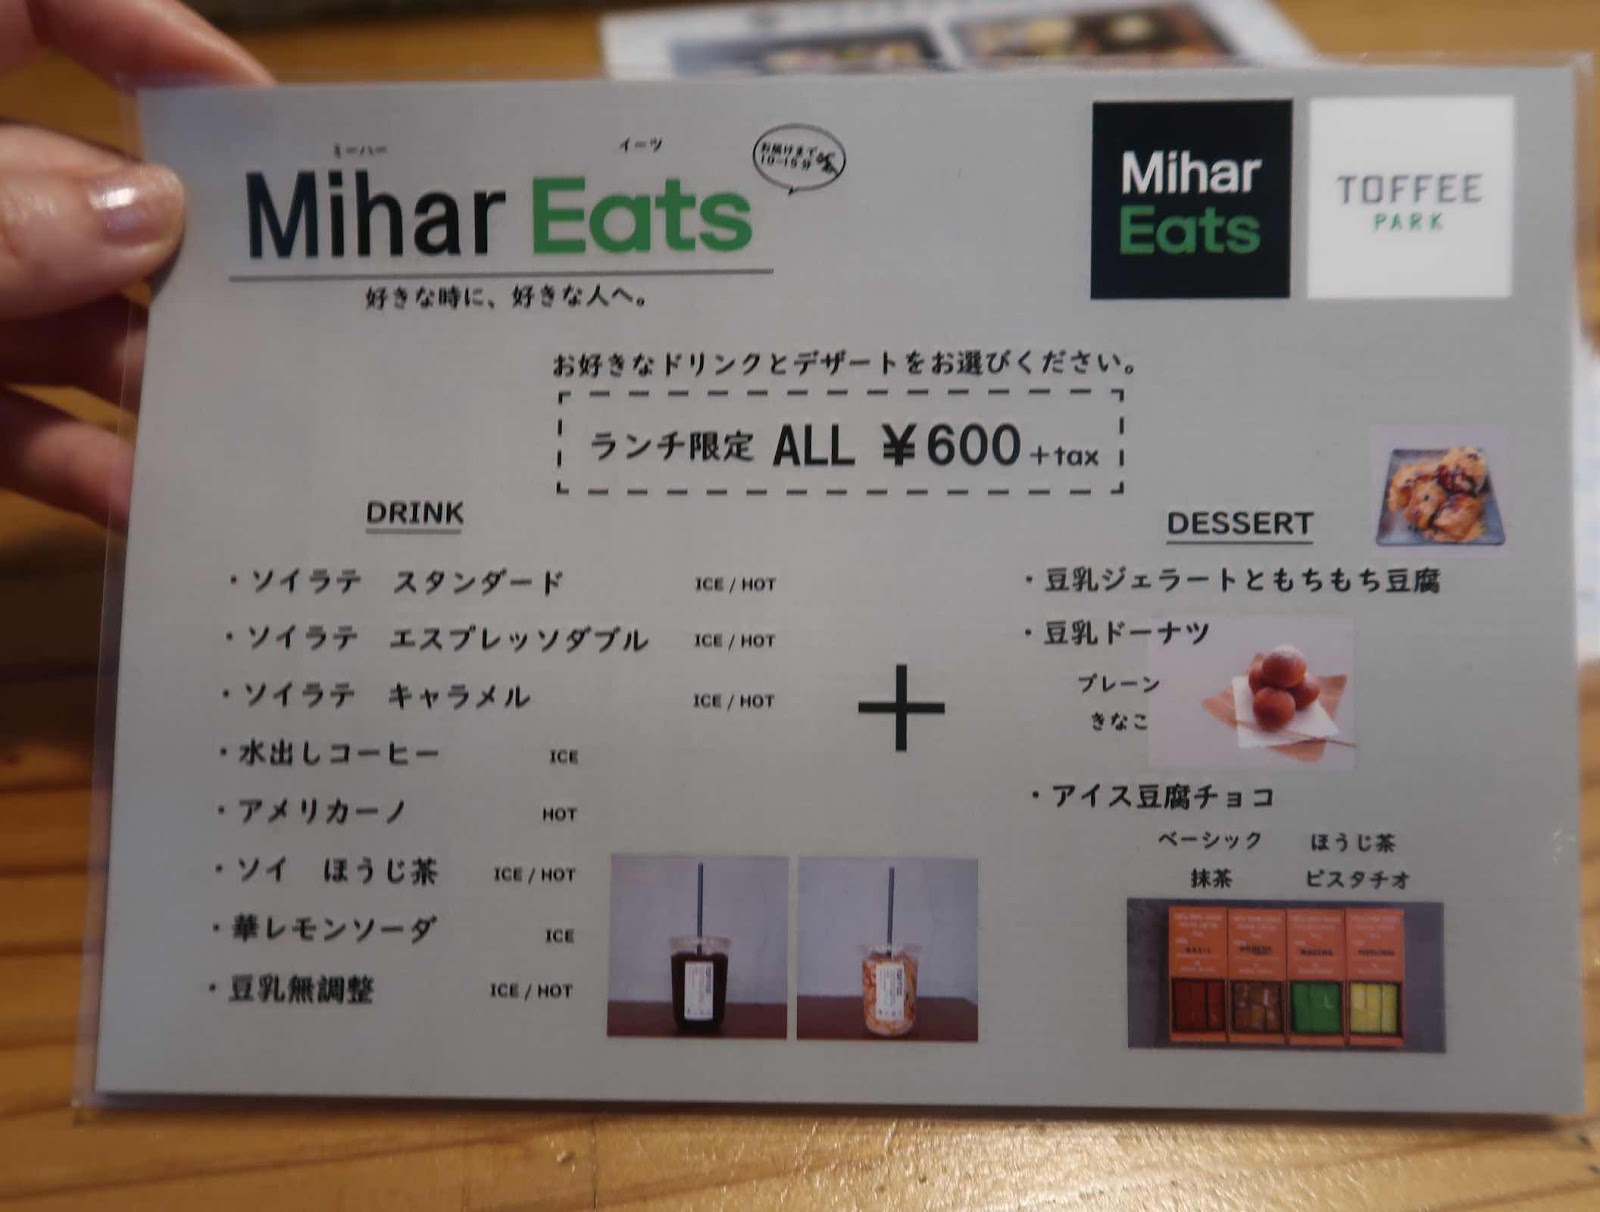 ミーハー イーツ
Mihar Eats
お届けまで
10~15分
好きな時に、好きな人へ。
Mihar
Eats
TOFFEE
PARK
お好きなドリンクとデザートをお選びください。
ランチ限定 ALL ¥600 +tax
DRINK
・ソイラテ スタンダード ICE / HOT
・ソイラテ エスプレッソダブル ICE / HOT
・ソイラテ キャラメル ICE / HOT
・水出しコーヒー ICE
・アメリカーノ HOT
・ソイ ほうじ茶 ICE / HOT
・華レモンソーダ ICE
・豆乳無調整 ICE / HOT
+
DESSERT
・豆乳ジェラートともちもち豆腐
・豆乳ドーナツ
プレーン
きなこ
・アイス豆腐チョコ
ベーシック ほうじ茶
抹茶 ピスタチオ